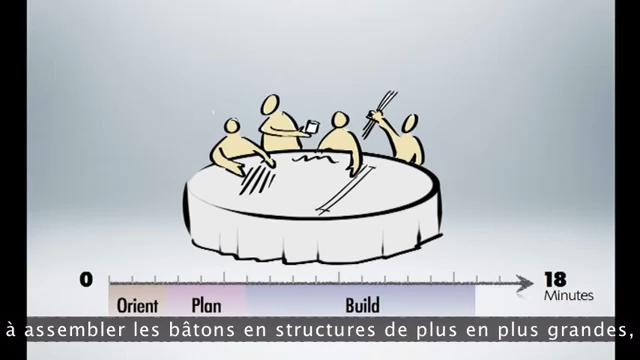 0
18
Minutes
Orient Plan Build
à assembler les bâtons en structures de plus en plus grandes,